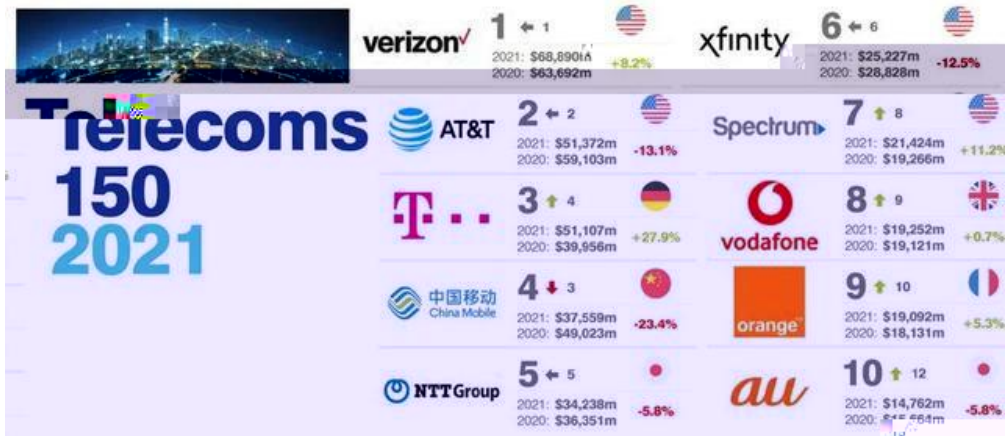 verizon
1
1
2021: $68,890m
2020: $63,692m
+8.2%
xfinity
6
6
2021: $25,227m
2020: $28,828m
-12.5%
Telecoms
150
2021
AT&T
2
2
2021: $51,372m
2020: $59,103m
-13.1%
Spectrum
7
8
2021: $21,424m
2020: $19,266m
+11.2%
T
3
4
2021: $51,107m
2020: $39,956m
+27.9%
vodafone
8
9
2021: $19,252m
2020: $19,121m
+0.7%
中国移动
China Mobile
4
3
2021: $37,559m
2020: $49,023m
-23.4%
orange
9
10
2021: $19,092m
2020: $18,131m
+5.3%
NTT Group
5
5
2021: $34,238m
2020: $36,351m
-5.8%
au
10
12
2021: $14,762m
2020:
-5.8%